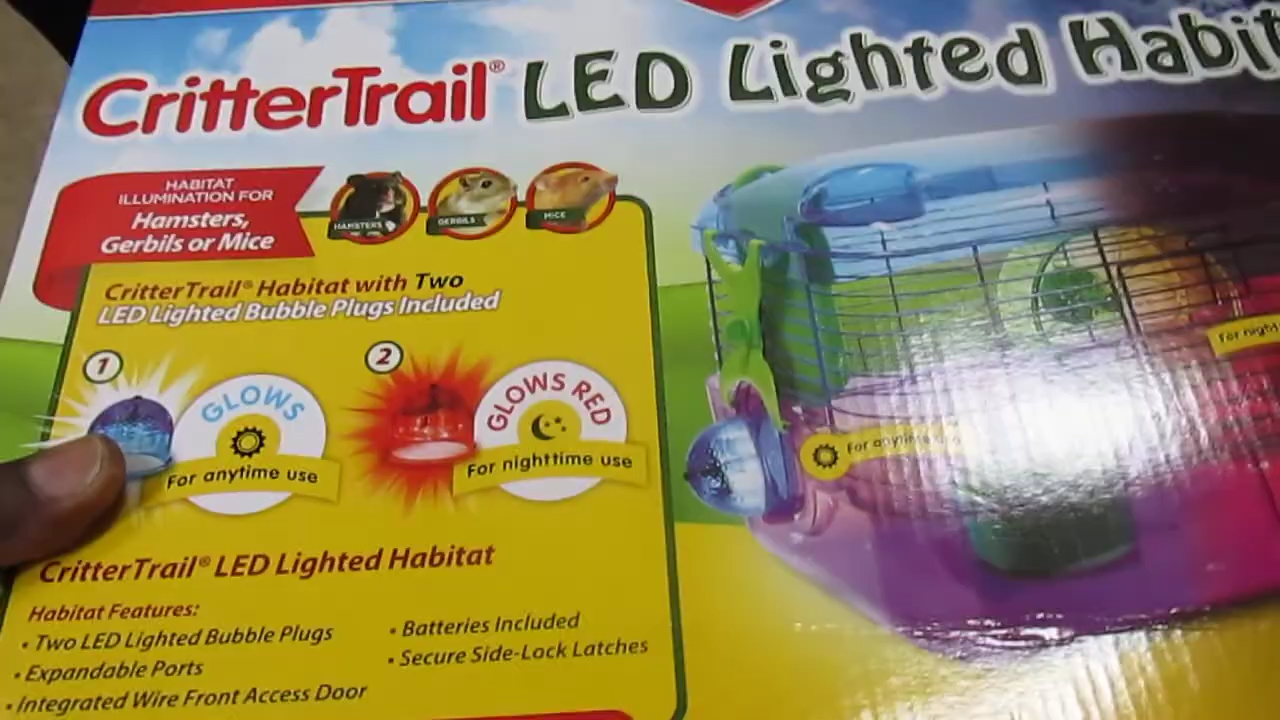 CritterTrail® LED Lighted Habit
HABITAT
ILLUMINATION FOR
Hamsters,
Gerbils or Mice
HAMSTERS
GERBILS
MICE
CritterTrail® Habitat with Two
LED Lighted Bubble Plugs Included
1
GLOWS
For anytime use
2
GLOWS RED
For nighttime use
For night
For anytime
CritterTrail® LED Lighted Habitat
Habitat Features:
• Two LED Lighted Bubble Plugs
• Expandable Ports
• Integrated Wire Front Access Door
• Batteries Included
• Secure Side-Lock Latches